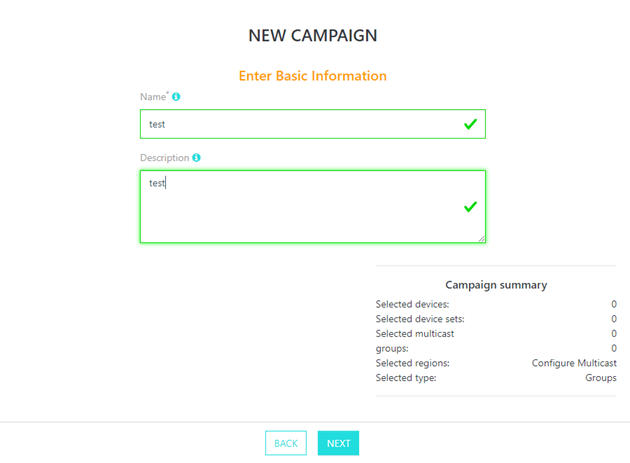 NEW CAMPAIGN
Enter Basic Information
Name*
test
Description
test
Campaign summary
Selected devices: 0
Selected device sets: 0
Selected multicast 0
groups: 0
Selected regions: Configure Multicast
Selected type: Groups
BACK NEXT